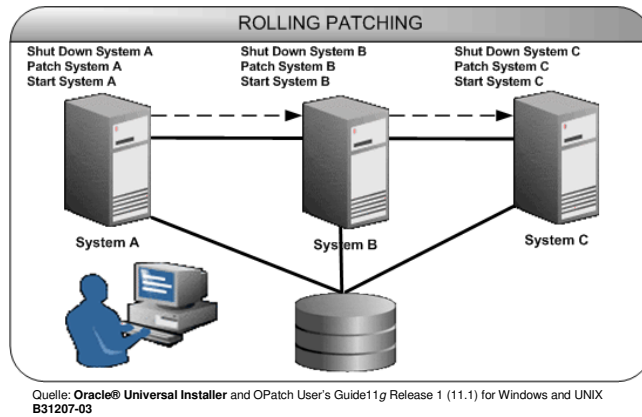 ROLLING PATCHING
Shut Down System A
Patch System A
Start System A
Shut Down System B
Patch System B
Start System B
Shut Down System C
Patch System C
Start System C
System A
System B
System C
Quelle: Oracle® Universal Installer and OPatch User's Guide11g Release 1 (11.1) for Windows and UNIX
B31207-03